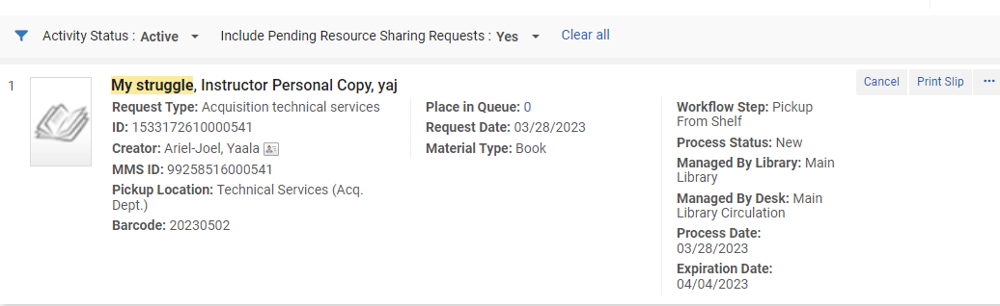 Activity Status : Active Include Pending Resource Sharing Requests : Yes Clear all
1
My struggle, Instructor Personal Copy, yaj
Cancel Print Slip ...
Request Type: Acquisition technical services
ID: 1533172610000541
Creator: Ariel-Joel, Yaala
MMS ID: 99258516000541
Pickup Location: Technical Services (Acq.
Dept.)
Barcode: 20230502
Place in Queue: 0
Request Date: 03/28/2023
Material Type: Book
Workflow Step: Pickup
From Shelf
Process Status: New
Managed By Library: Main
Library
Managed By Desk: Main
Library Circulation
Process Date:
03/28/2023
Expiration Date:
04/04/2023